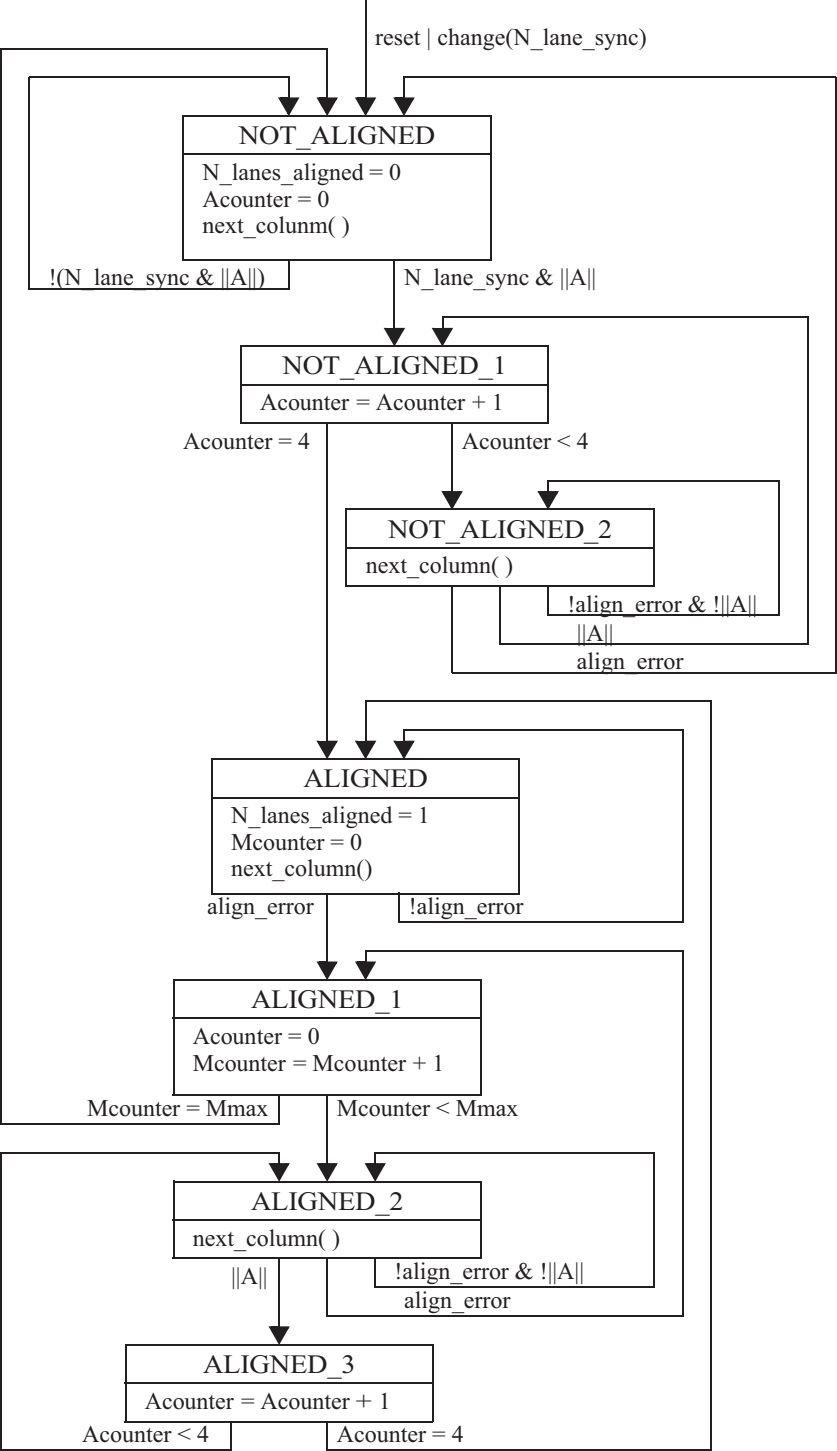 reset | change(N_lane_sync)
NOT_ALIGNED
N_lanes_aligned = 0
Acounter = 0
next_colunm( )
!(N_lane_sync & ||A||)
N_lane_sync & ||A||
NOT_ALIGNED_1
Acounter = Acounter + 1
Acounter = 4
Acounter < 4
NOT_ALIGNED_2
next_column( )
!align_error & !||A||
||A||
align_error
ALIGNED
N_lanes_aligned = 1
Mcounter = 0
next_column()
align_error
!align_error
ALIGNED_1
Acounter = 0
Mcounter = Mcounter + 1
Mcounter = Mmax
Mcounter < Mmax
ALIGNED_2
next_column( )
||A||
!align_error & !||A||
align_error
ALIGNED_3
Acounter = Acounter + 1
Acounter < 4
Acounter = 4